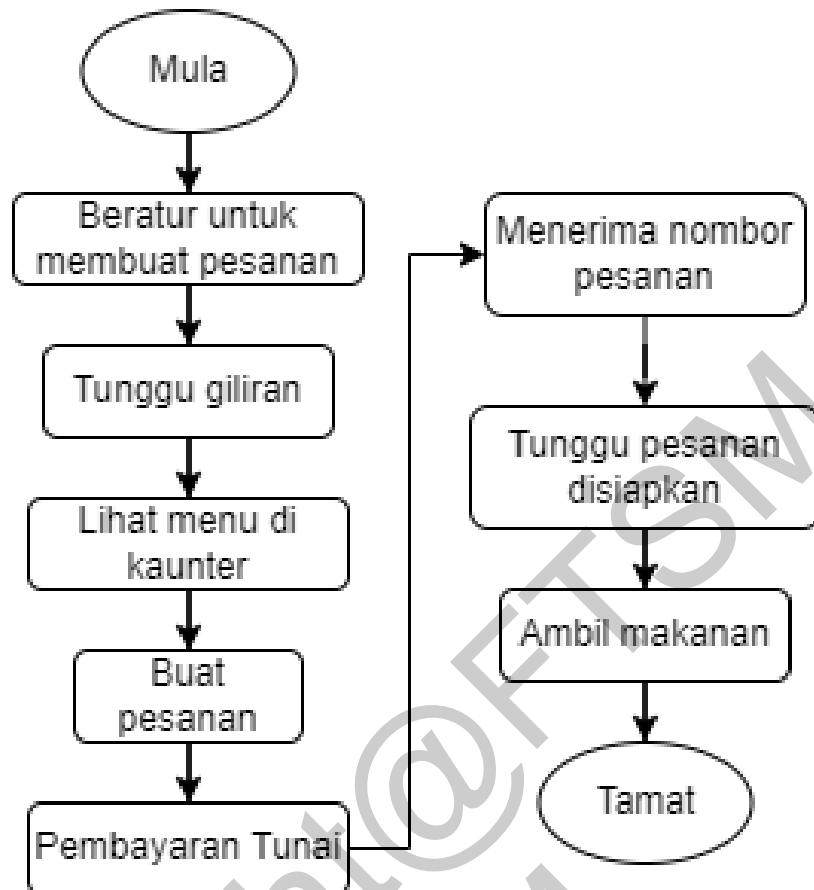 Mula
Beratur untuk
membuat pesanan
Tunggu giliran
Lihat menu di
kaunter
Buat
pesanan
Pembayaran Tunai
Menerima nombor
pesanan
Tunggu pesanan
disiapkan
Ambil makanan
Tamat